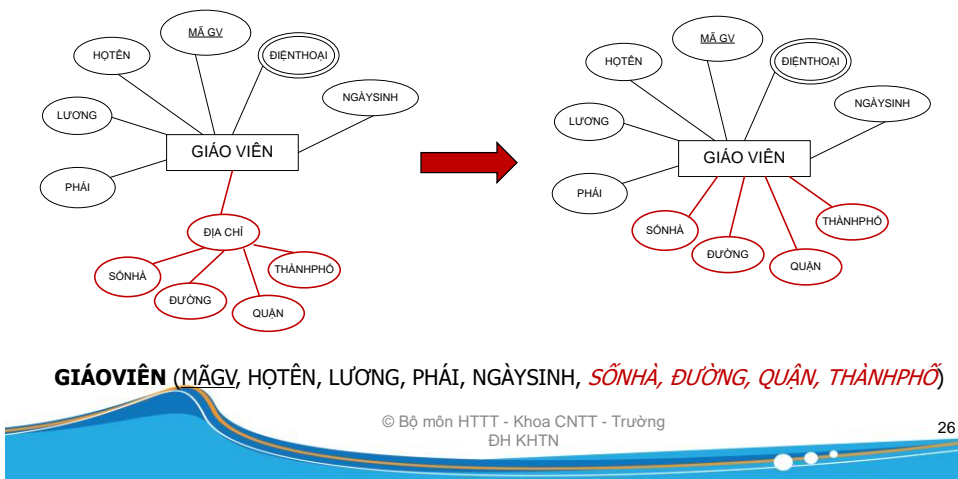 MÃ GV
HỌTÊN
ĐIỆNTHOẠI
NGÀYSINH
LƯƠNG
GIÁO VIÊN
PHÁI
ĐỊA CHỈ
SỐNHÀ
THÀNHPHỐ
ĐƯỜNG
QUẬN
MÃ GV
HỌTÊN
ĐIỆNTHOẠI
NGÀYSINH
LƯƠNG
GIÁO VIÊN
PHÁI
THÀNHPHỐ
SỐNHÀ
ĐƯỜNG
QUẬN
GIÁOVIÊN (MÃGV, HỌTÊN, LƯƠNG, PHÁI, NGÀYSINH, SỐNHÀ, ĐƯỜNG, QUẬN, THÀNHPHỐ)
© Bộ môn HTTT - Khoa CNTT - Trường
ĐH KHTN
26